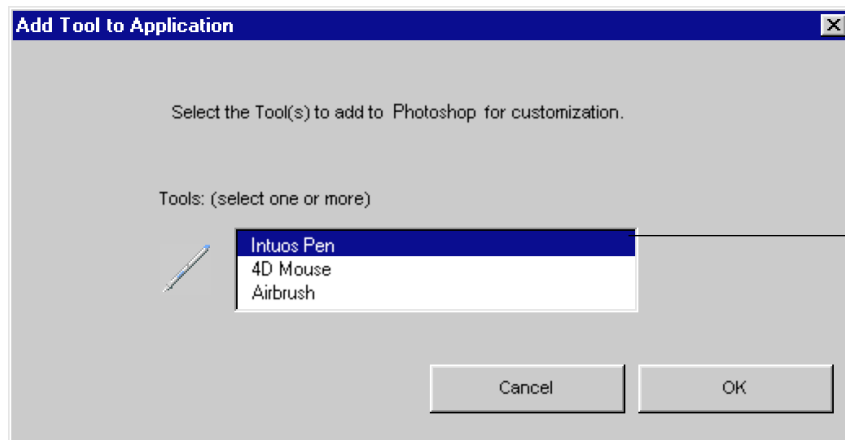 Add Tool to Application
Select the Tool(s) to add to Photoshop for customization.
Tools: (select one or more)
Intuos Pen
4D Mouse
Airbrush
Cancel OK